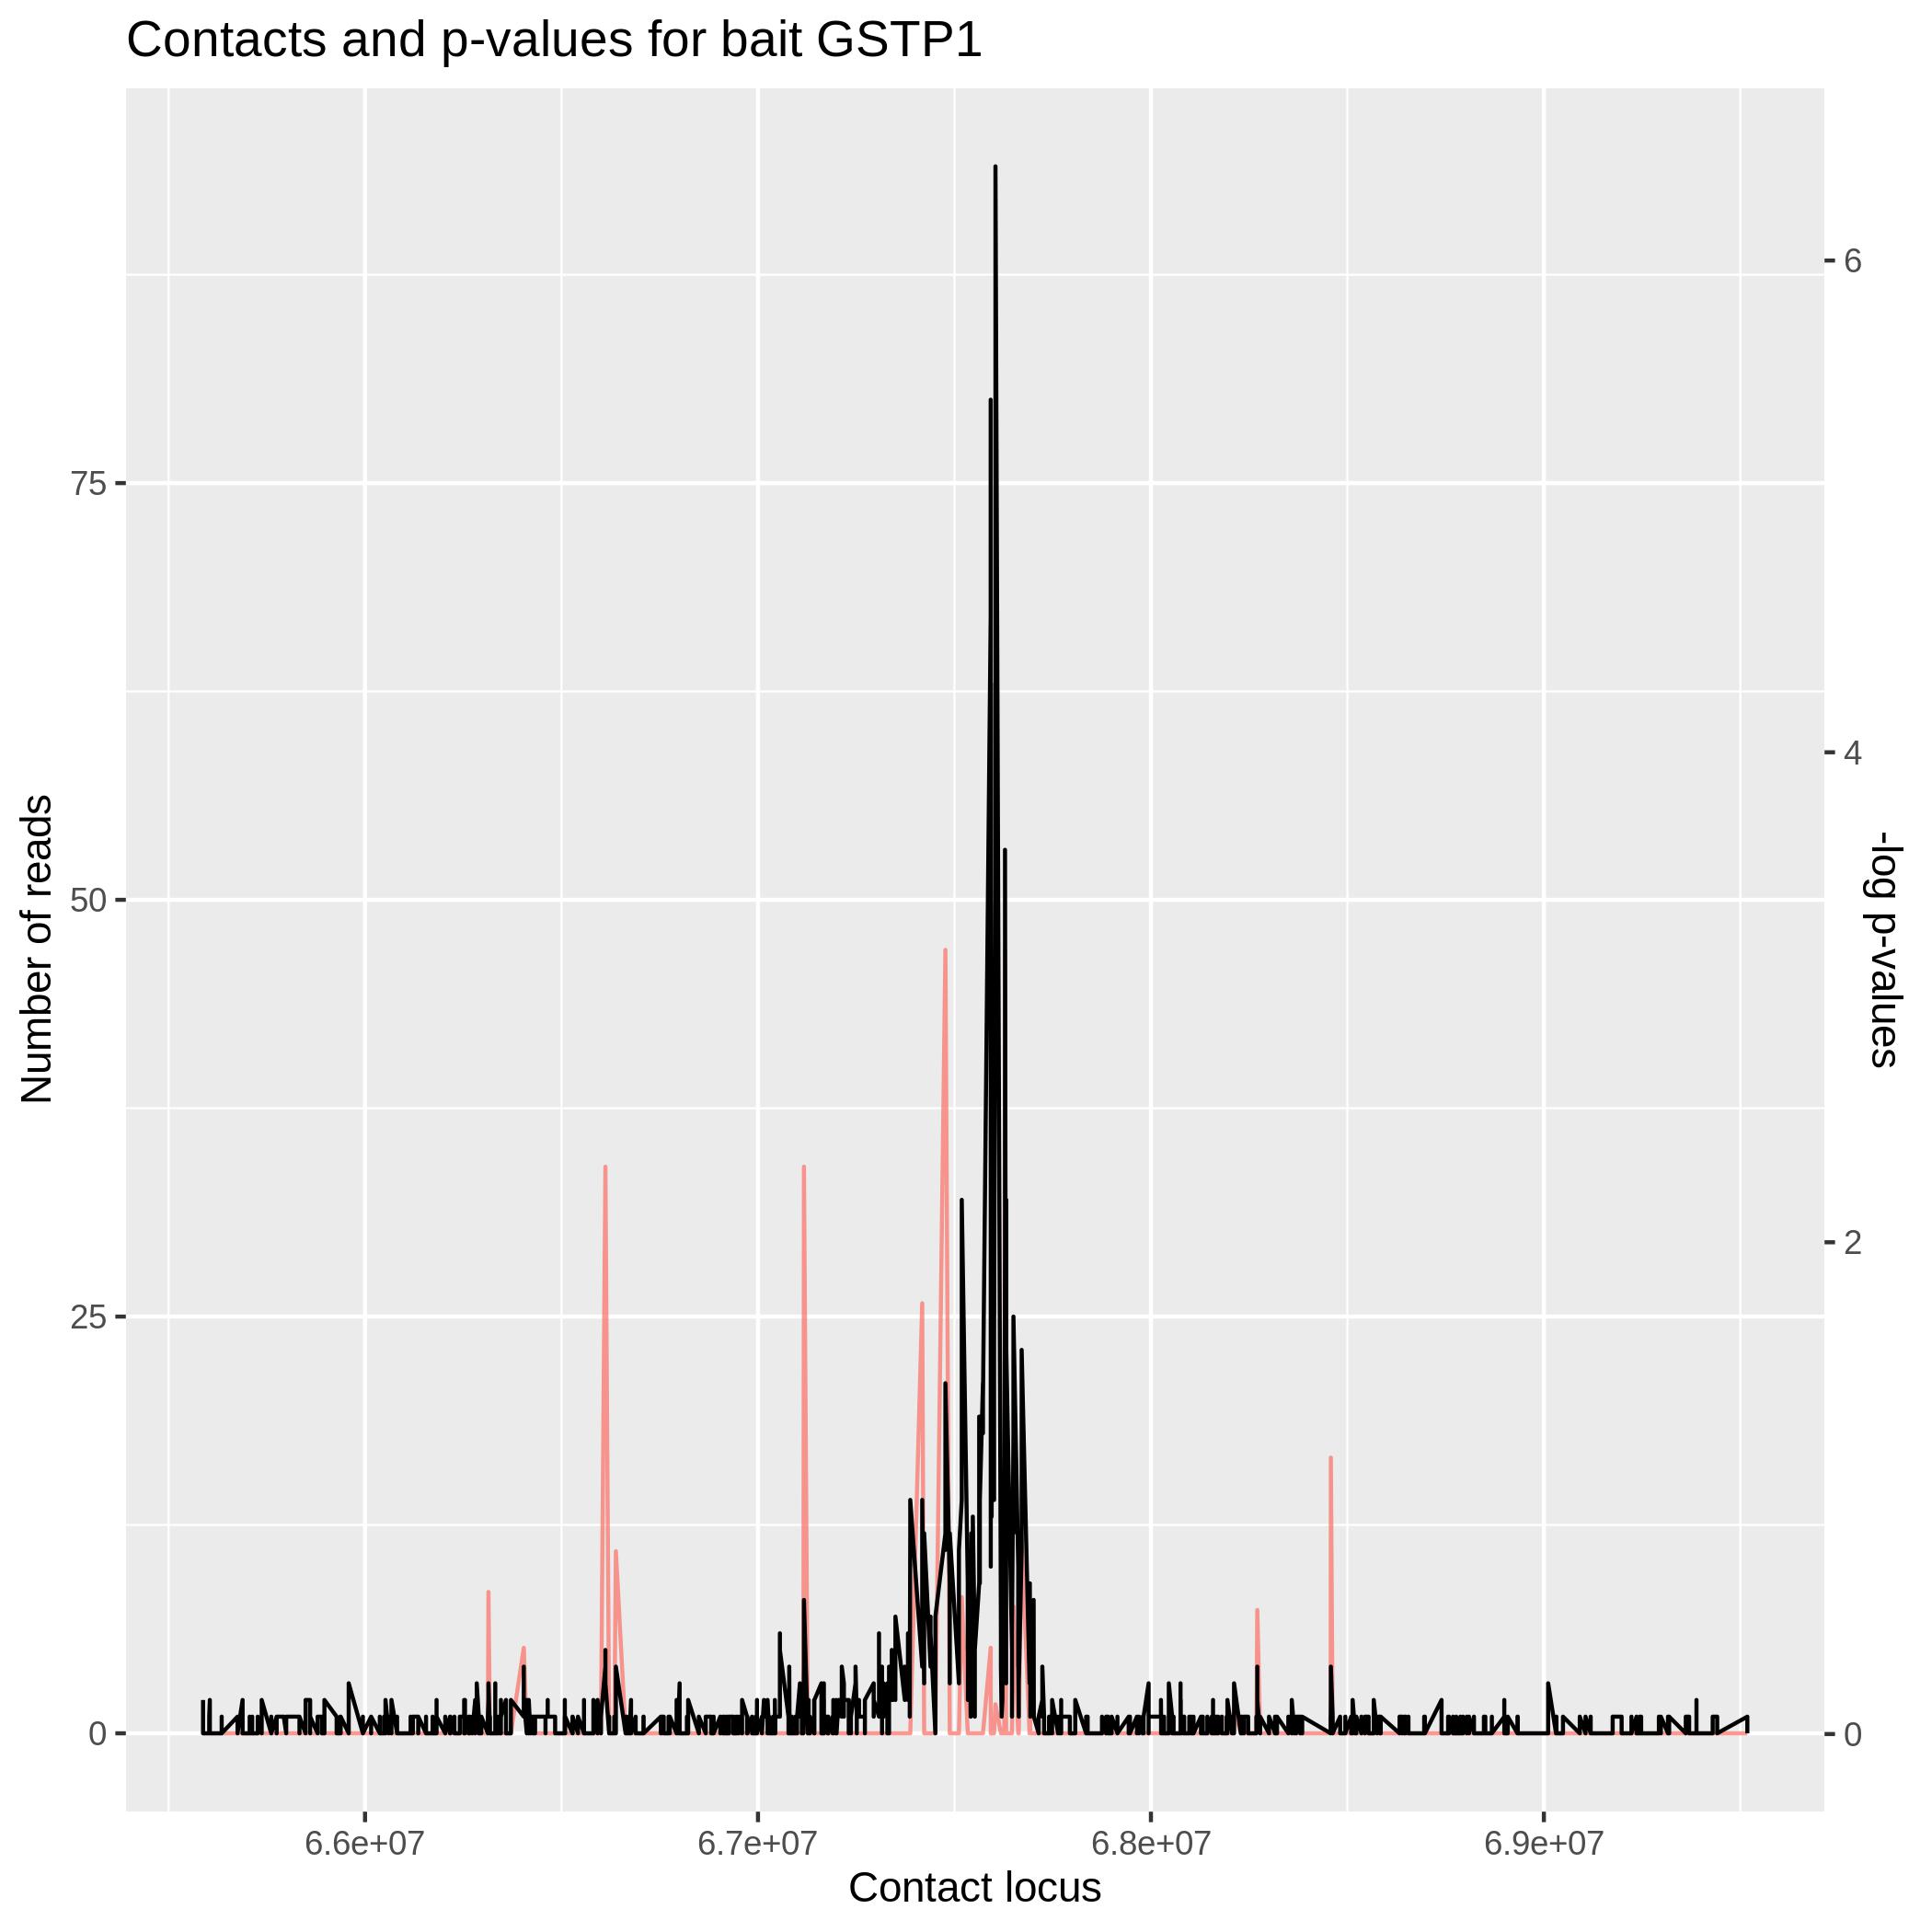 Contacts and p-values for bait GSTP1
Number of reads
75
50
25
0
6
4
2
0
-log p-values
6.6e+07
6.7e+07
6.8e+07
6.9e+07
Contact locus